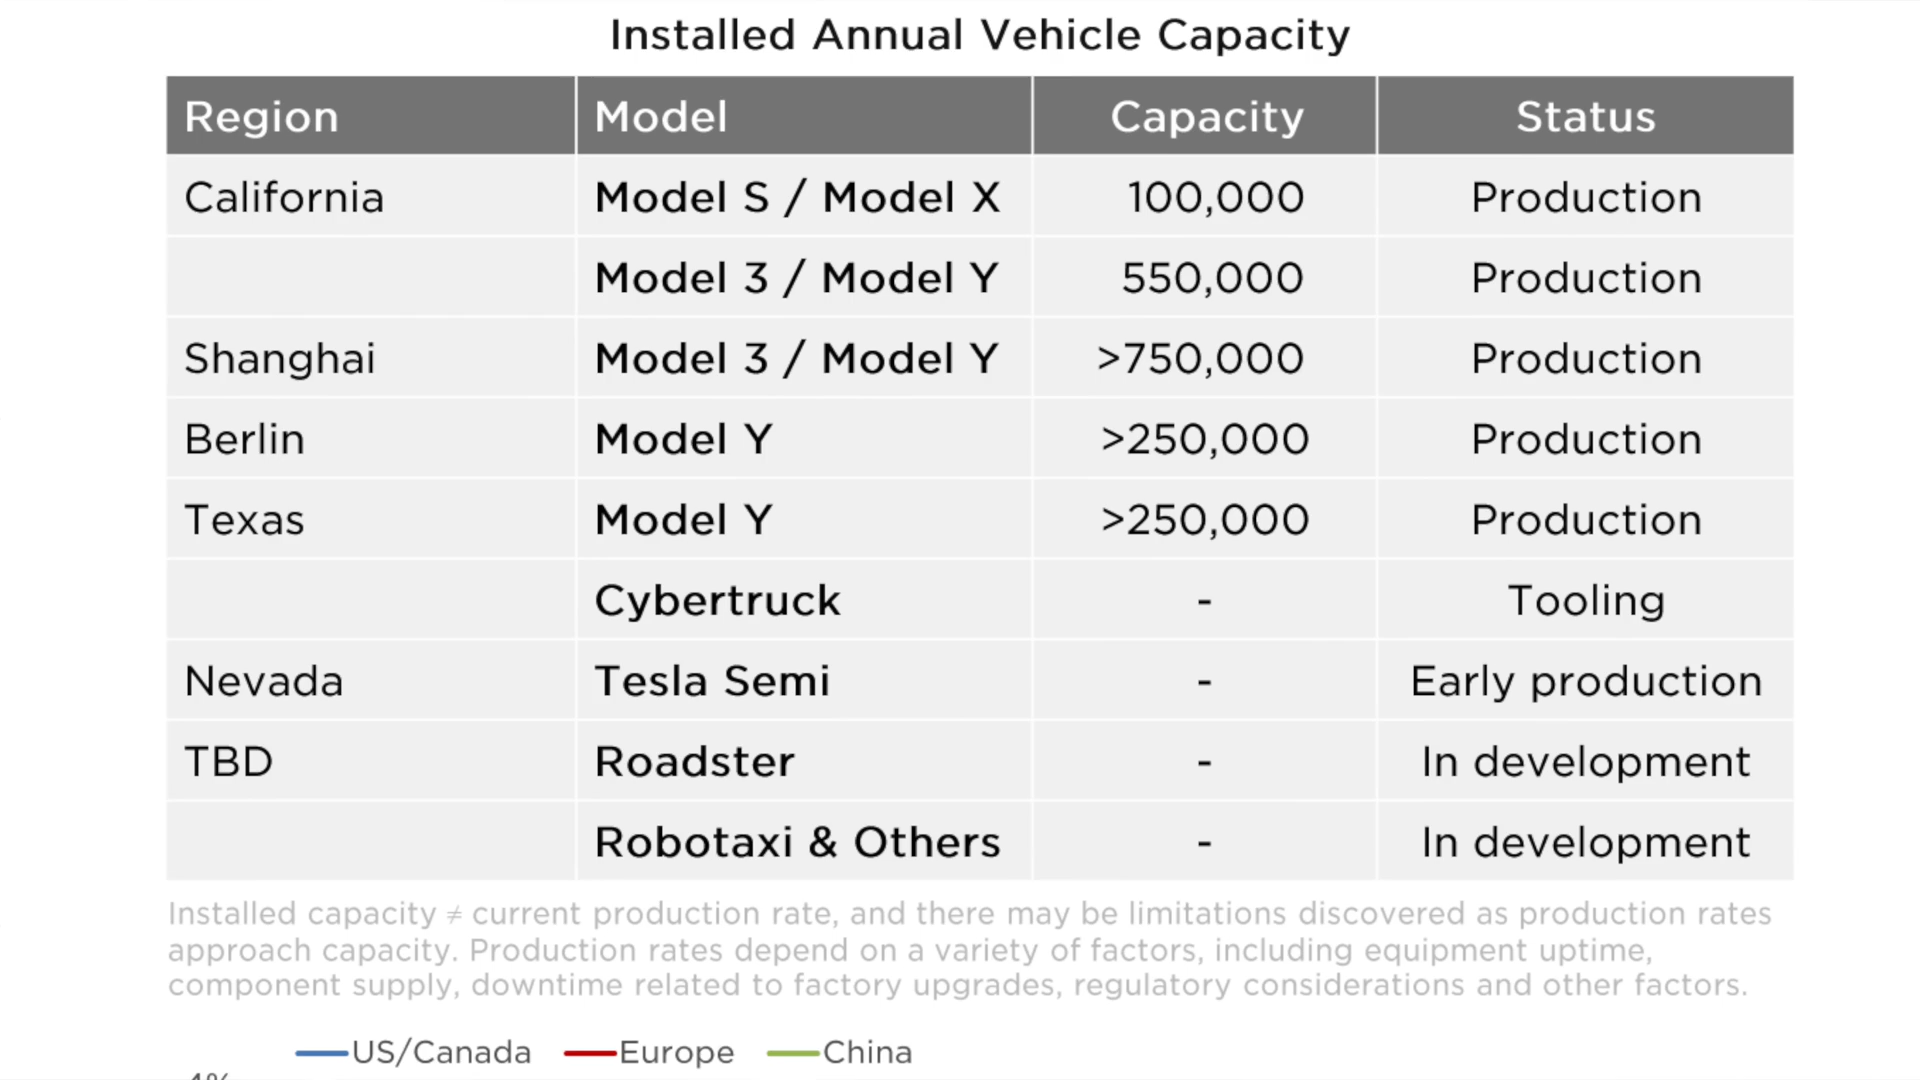 Installed Annual Vehicle Capacity
Region Model Capacity Status
California Model S / Model X 100,000 Production
Model 3 / Model Y 550,000 Production
Shanghai Model 3 / Model Y >750,000 Production
Berlin Model Y >250,000 Production
Texas Model Y >250,000 Production
Cybertruck - Tooling
Nevada Tesla Semi - Early production
TBD Roadster - In development
Robotaxi & Others - In development
Installed capacity ≠ current production rate, and there may be limitations discovered as production rates
approach capacity. Production rates depend on a variety of factors, including equipment uptime,
component supply, downtime related to factory upgrades, regulatory considerations and other factors.
US/Canada Europe China